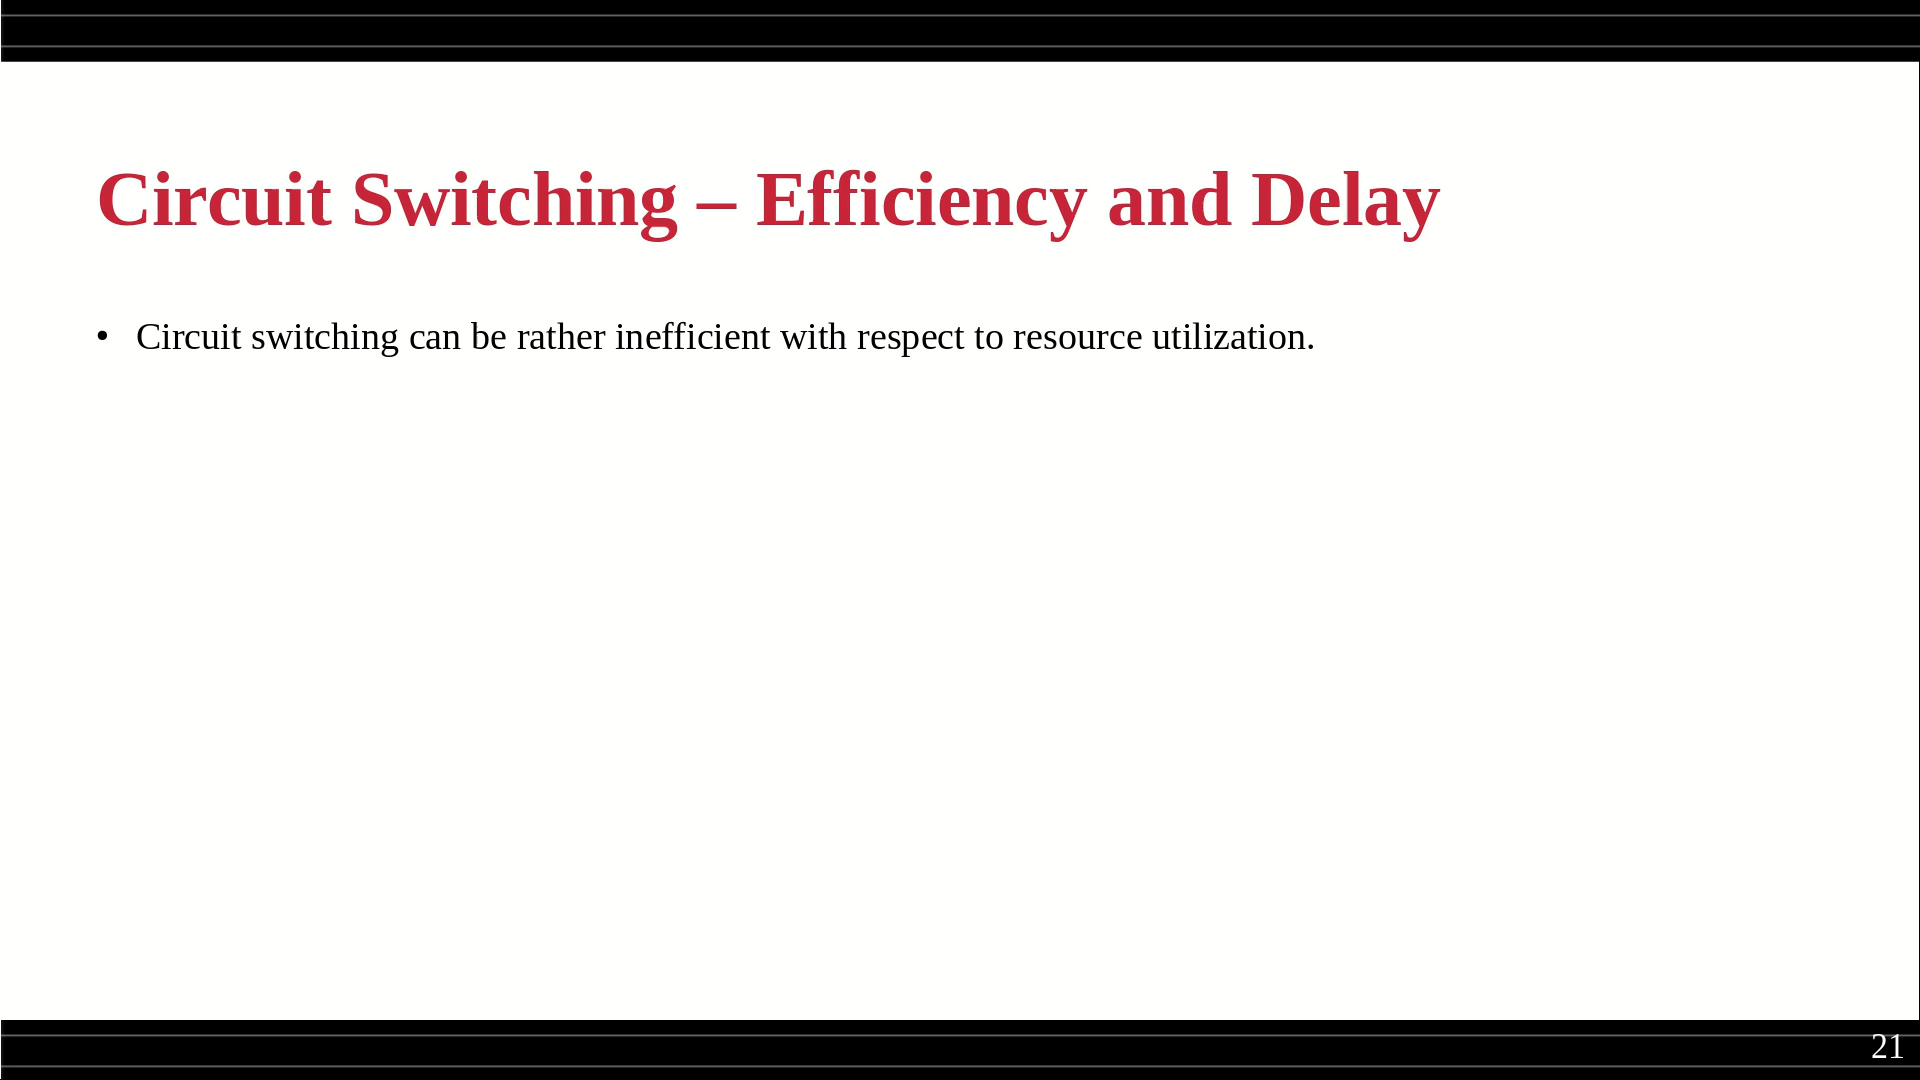 Circuit Switching – Efficiency and Delay
• Circuit switching can be rather inefficient with respect to resource utilization.
21